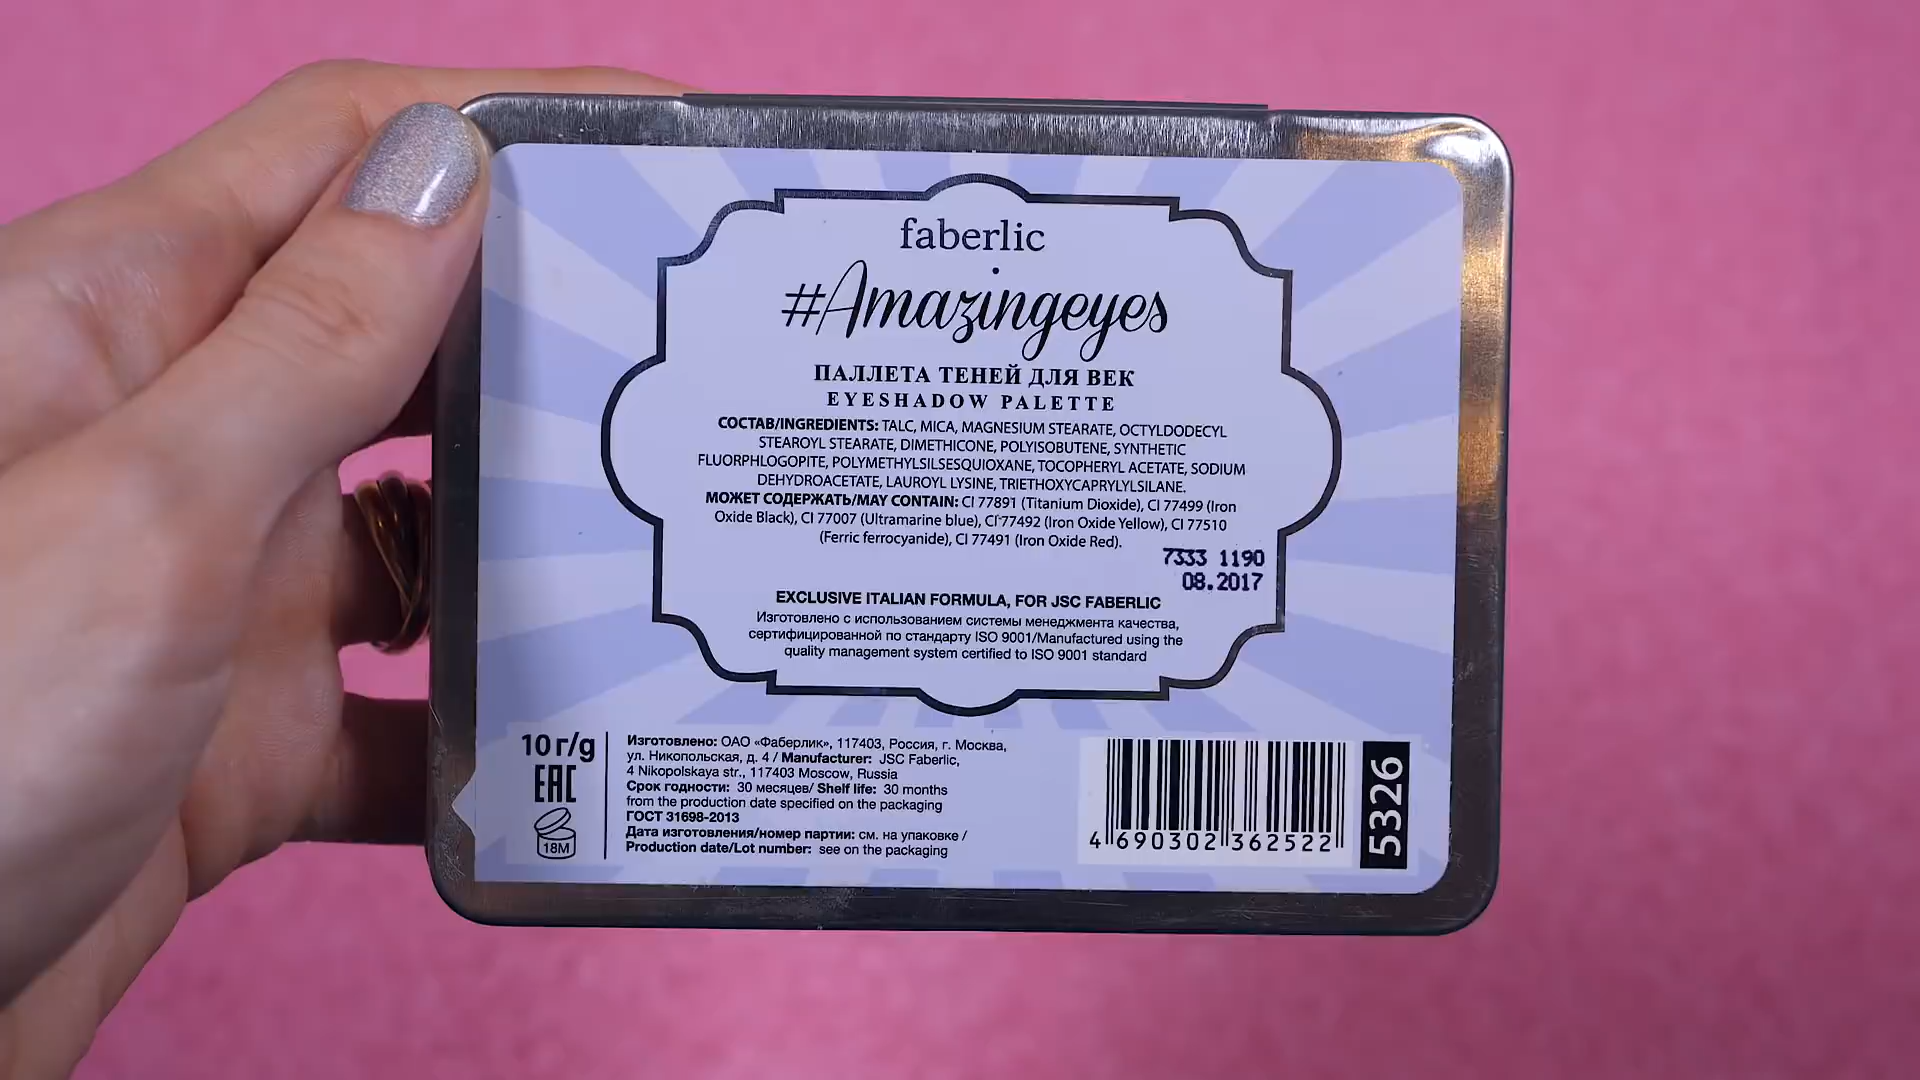 faberlic
#Amazingeyes
ПАЛЛЕТА ТЕНЕЙ ДЛЯ ВЕК
EYESHADOW PALETTE
СОСТАВ/INGREDIENTS: TALC, MICA, MAGNESIUM STEARATE, OCTYLDODECYL
STEAROYL STEARATE, DIMETHICONE, POLYISOBUTENE, SYNTHETIC
FLUORPHLOGOPITE, POLYMETHYLSILSESQUIOXANE, TOCOPHERYL ACETATE, SODIUM
DEHYDROACETATE, LAUROYL LYSINE, TRIETHOXYCAPRYLYLSILANE.
МОЖЕТ СОДЕРЖАТЬ/MAY CONTAIN: CI 77891 (Titanium Dioxide), CI 77499 (Iron
Oxide Black), CI 77007 (Ultramarine blue), CI 77492 (Iron Oxide Yellow), CI 77510
(Ferric ferrocyanide), CI 77491 (Iron Oxide Red).
7333 1190
08.2017
EXCLUSIVE ITALIAN FORMULA, FOR JSC FABERLIC
Изготовлено с использованием системы менеджмента качества,
сертифицированной по стандарту ISO 9001/Manufactured using the
quality management system certified to ISO 9001 standard
10 г/g
EAC
18M
Изготовлено: ОАО «Фаберлик», 117403, Россия, г. Москва,
ул. Никопольская, д. 4 / Manufacturer: JSC Faberlic,
4 Nikopolskaya str., 117403 Moscow, Russia
Срок годности: 30 месяцев/ Shelf life: 30 months
from the production date specified on the packaging
ГОСТ 31698-2013
Дата изготовления/номер партии: см. на упаковке /
Production date/Lot number: see on the packaging
4 690302 362522
5326